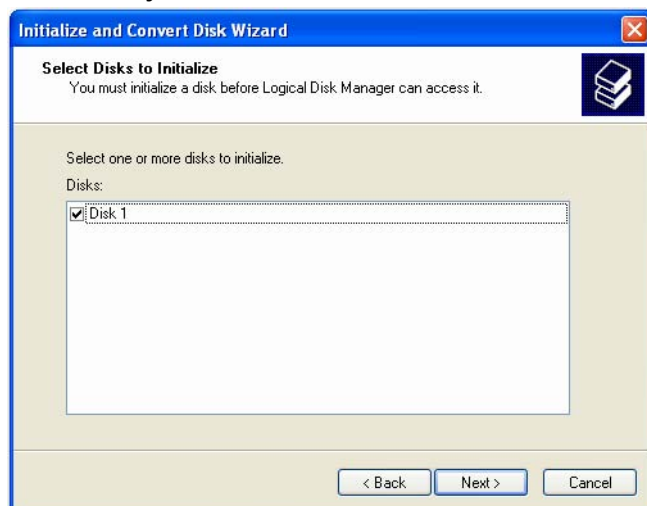 Initialize and Convert Disk Wizard
Select Disks to Initialize
You must initialize a disk before Logical Disk Manager can access it.
Select one or more disks to initialize.
Disks:
Disk 1
< Back Next > Cancel